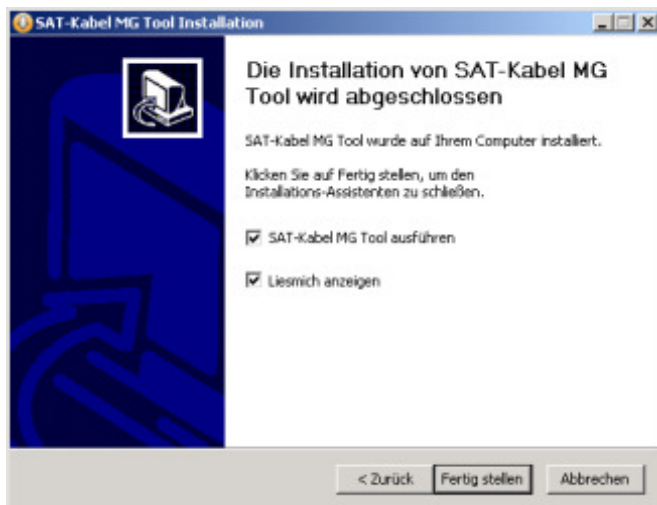 SAT-Kabel MG Tool Installation
Die Installation von SAT-Kabel MG
Tool wird abgeschlossen
SAT-Kabel MG Tool wurde auf Ihrem Computer installiert.
Klicken Sie auf Fertig stellen, um den
Installations-Assistenten zu schließen.
SAT-Kabel MG Tool ausführen
Liesmich anzeigen
< Zurück
Fertig stellen
Abbrechen